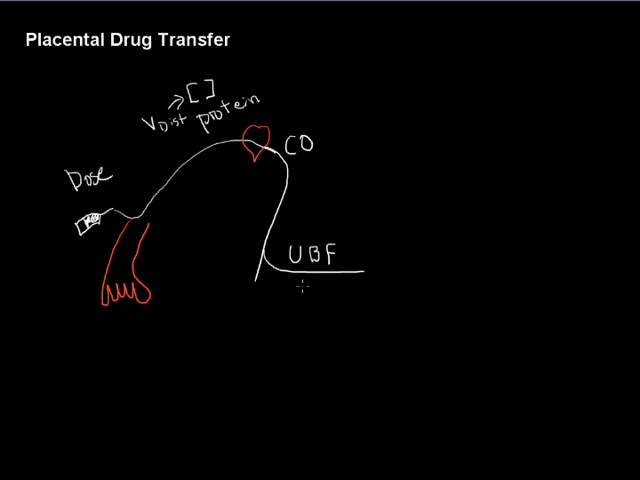 Placental Drug Transfer
→ [ ]
VDist protein
CO
Dose
UBF